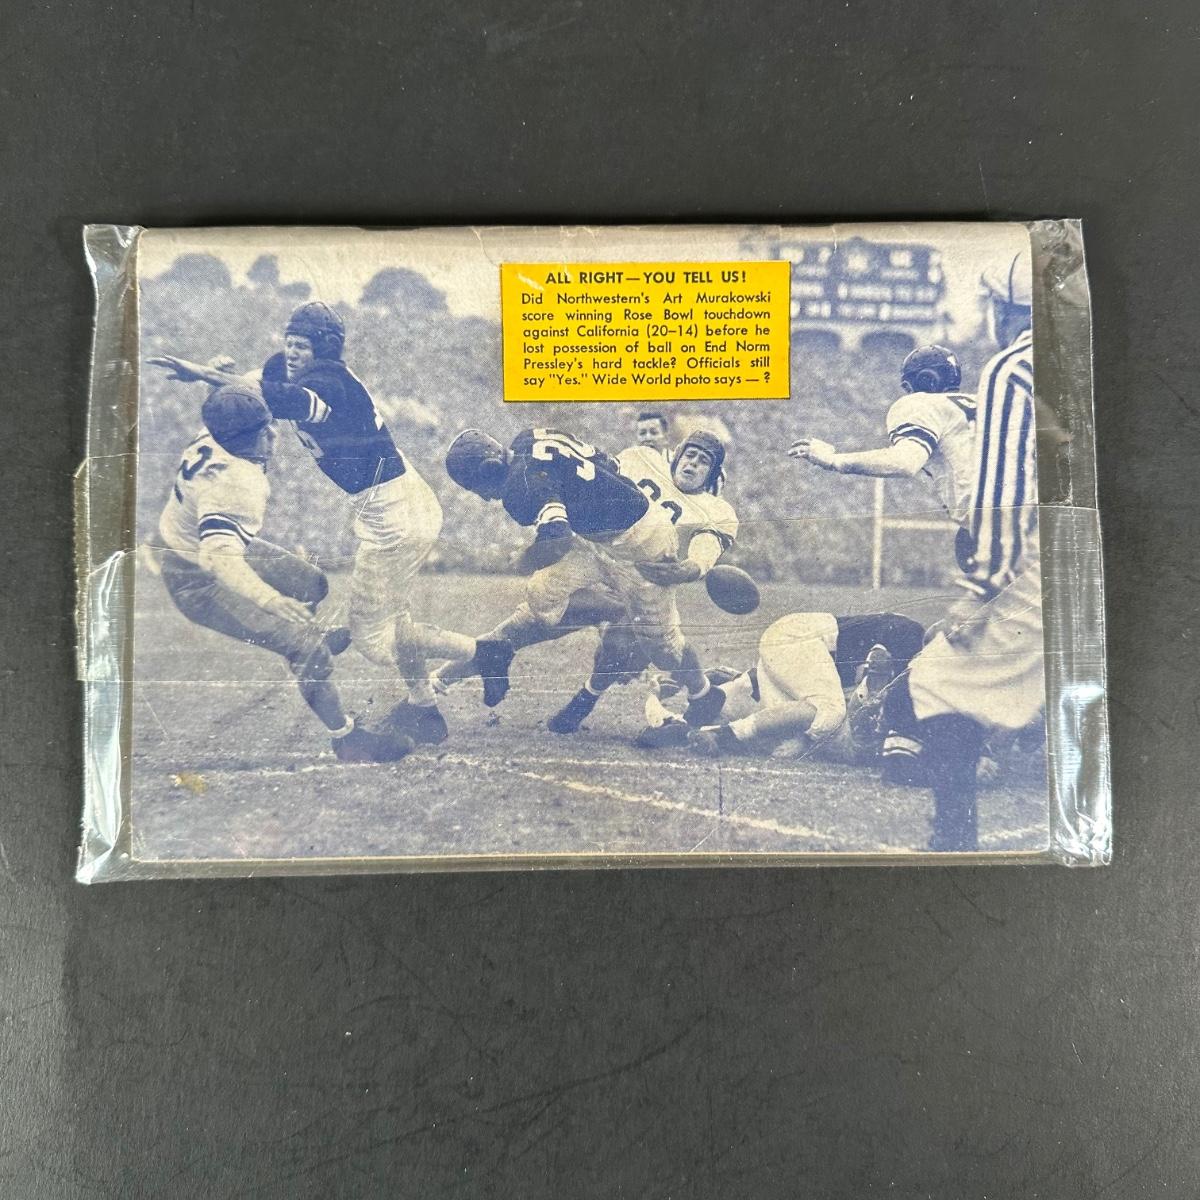 ALL RIGHT—YOU TELL US!
Did Northwestern's Art Murakowski
score winning Rose Bowl touchdown
against California (20–14) before he
lost possession of ball on End Norm
Pressley's hard tackle? Officials still
say "Yes." Wide World photo says — ?